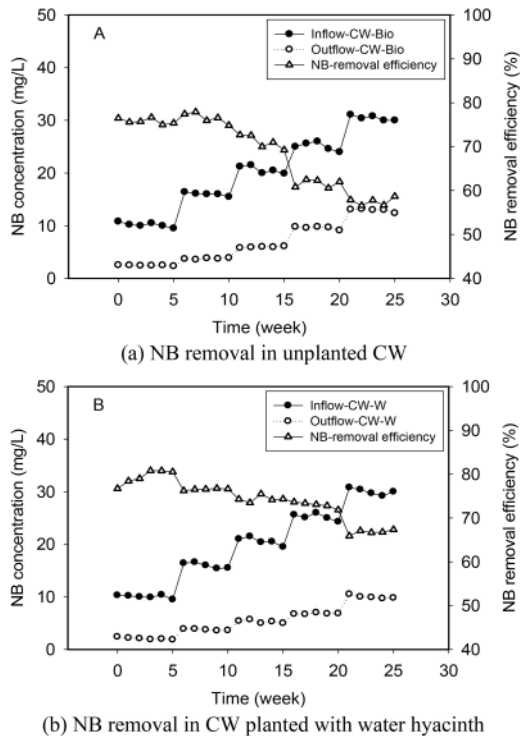 A
Inflow-CW-Bio
Outflow-CW-Bio
NB-removal efficiency
NB concentration (mg/L)
50
40
30
20
10
0
100
90
80
70
60
50
40
NB removal efficiency (%)
0 5 10 15 20 25 30
Time (week)
(a) NB removal in unplanted CW
B
Inflow-CW-W
Outflow-CW-W
NB-removal efficiency
NB concentration (mg/L)
50
40
30
20
10
0
100
90
80
70
60
50
40
NB removal efficiency (%)
0 5 10 15 20 25 30
Time (week)
(b) NB removal in CW planted with water hyacinth